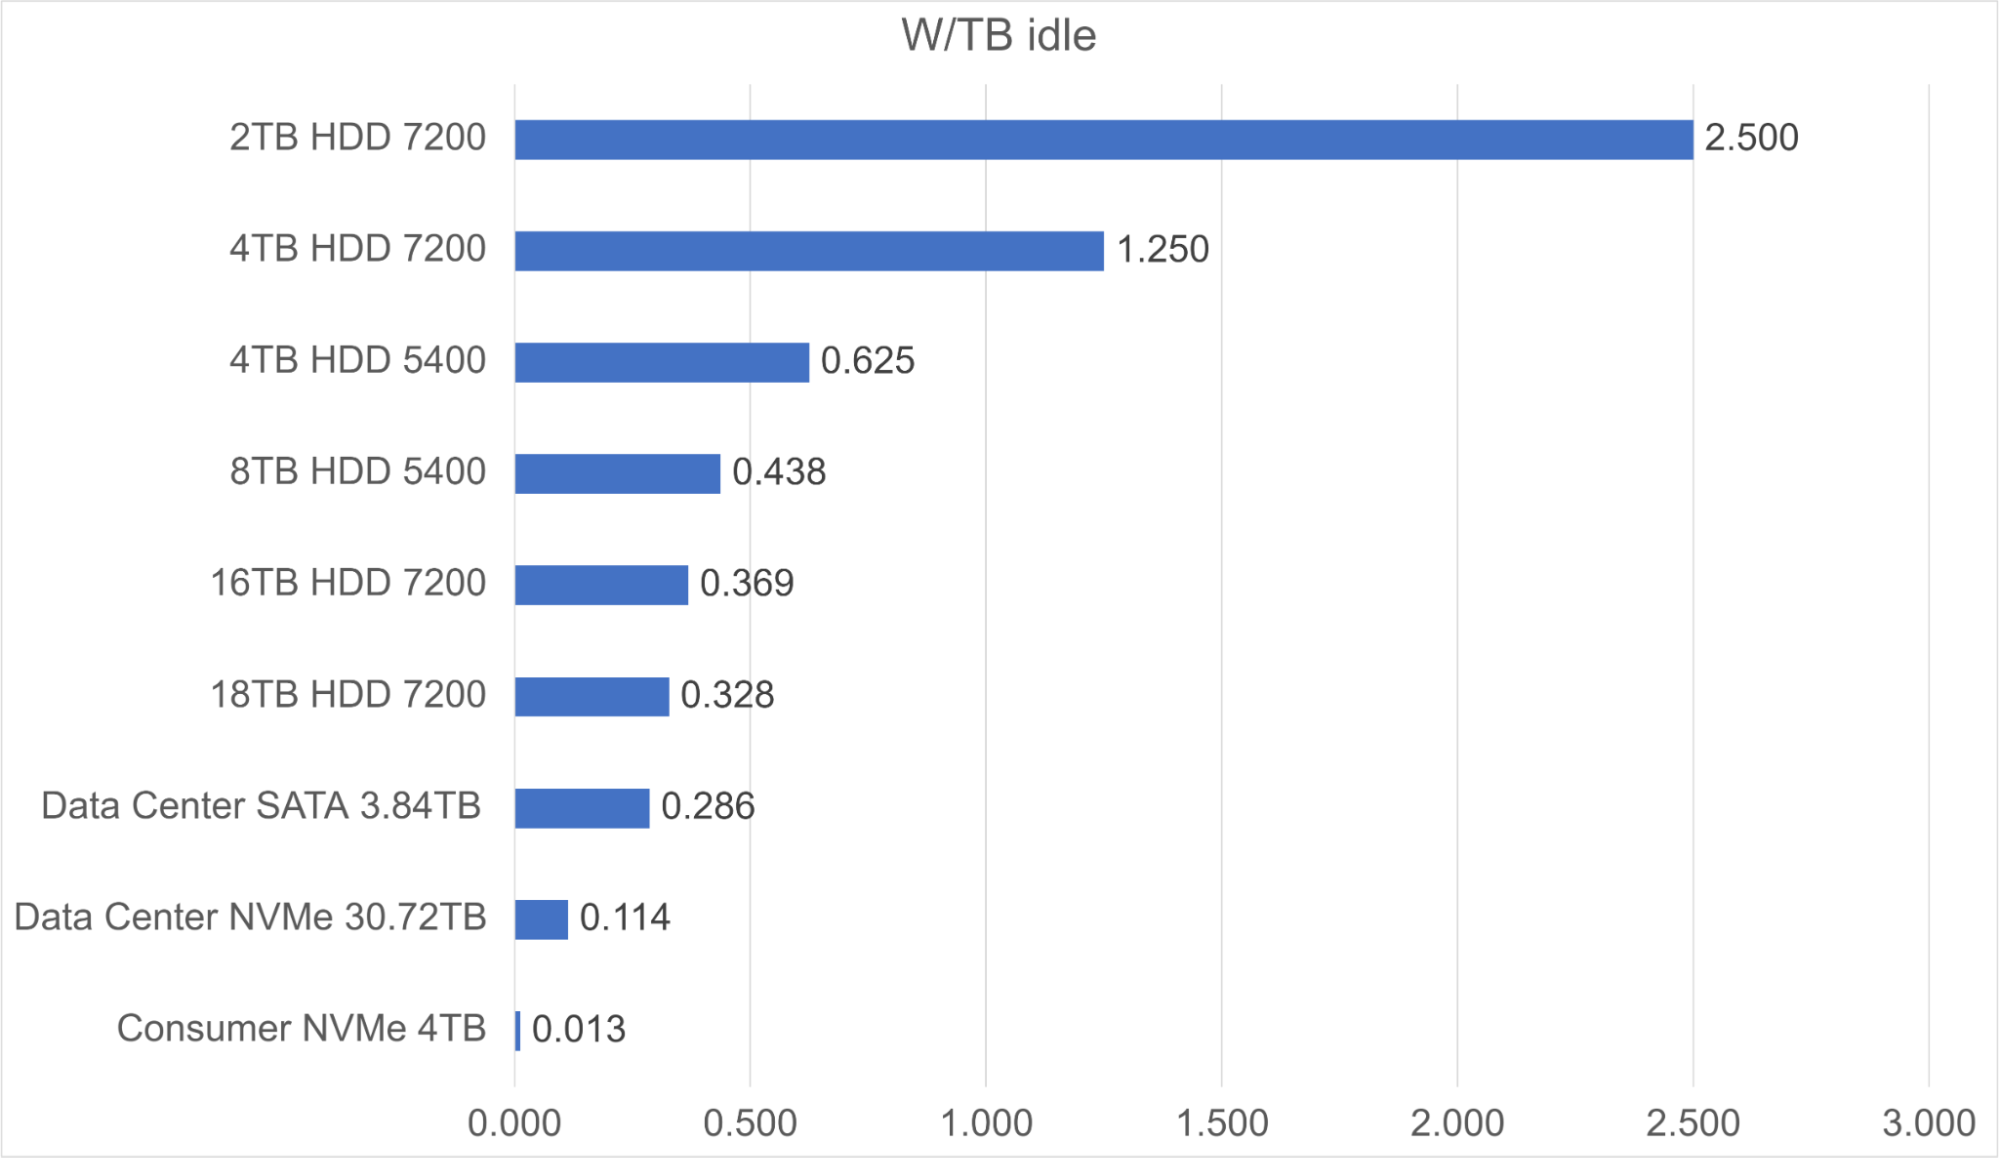 W/TB idle
2TB HDD 7200 2.500
4TB HDD 7200 1.250
4TB HDD 5400 0.625
8TB HDD 5400 0.438
16TB HDD 7200 0.369
18TB HDD 7200 0.328
Data Center SATA 3.84TB 0.286
Data Center NVMe 30.72TB 0.114
Consumer NVMe 4TB 0.013
0.000 0.500 1.000 1.500 2.000 2.500 3.000